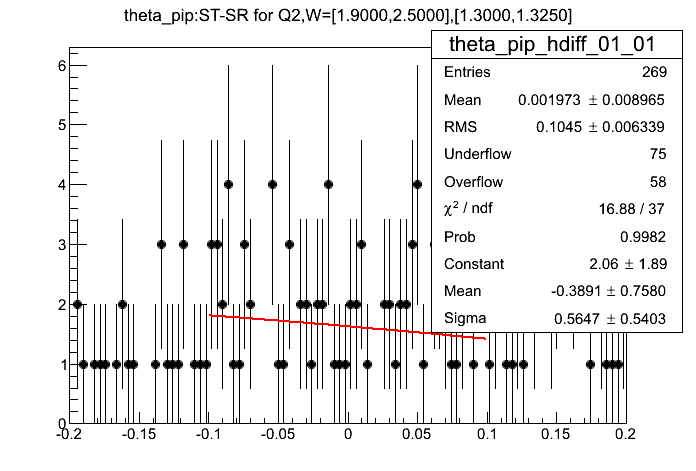 theta_pip:ST-SR for Q2,W=[1.9000,2.5000],[1.3000,1.3250]
theta_pip_hdiff_01_01
Entries 269
Mean 0.001973 ± 0.008965
RMS 0.1045 ± 0.006339
Underflow 75
Overflow 58
χ² / ndf 16.88 / 37
Prob 0.9982
Constant 2.06 ± 1.89
Mean -0.3891 ± 0.7580
Sigma 0.5647 ± 0.5403
6
5
4
3
2
1
0
-0.2 -0.15 -0.1 -0.05 0 0.05 0.1 0.15 0.2